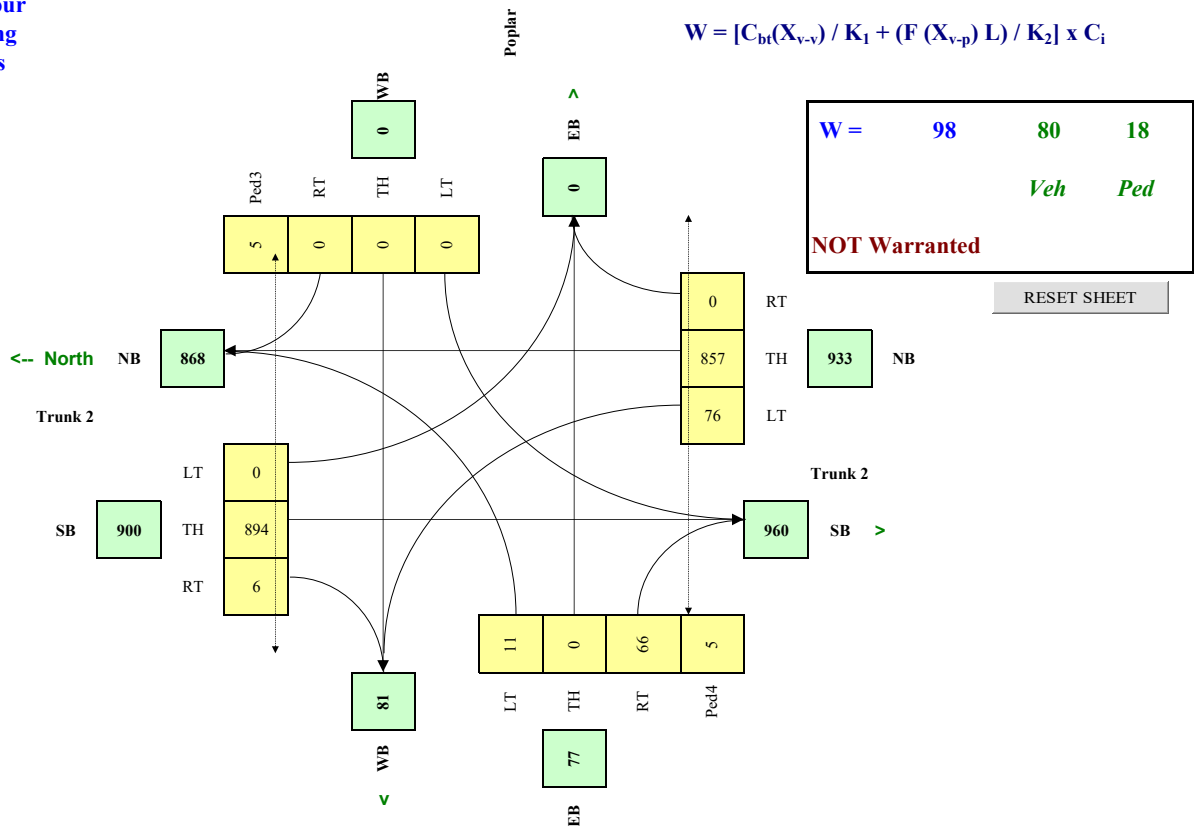 our
ng
s
Poplar
W = [Cbt(Xv-v) / K1 + (F (Xv-p) L) / K2] x Ci
WB
0
^
EB
0
W = 98 80 18
Veh Ped
NOT Warranted
RESET SHEET
Ped3 RT TH LT
5 0 0 0
0 RT
857 TH
76 LT
933 NB
<-- North NB 868
Trunk 2
LT 0
TH 894
RT 6
SB 900
Trunk 2
960 SB >
11 0 66 5
LT TH RT Ped4
81
WB
v
77
EB